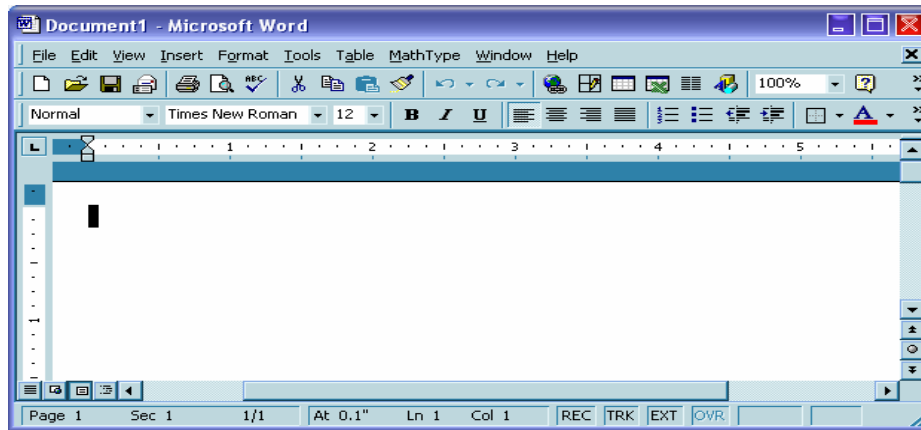 Document1 - Microsoft Word
File Edit View Insert Format Tools Table MathType Window Help
ABC 100%
Normal Times New Roman 12 B I U A
1 2 3 4 5
1
Page 1 Sec 1 1/1 At 0.1" Ln 1 Col 1 REC TRK EXT OVR